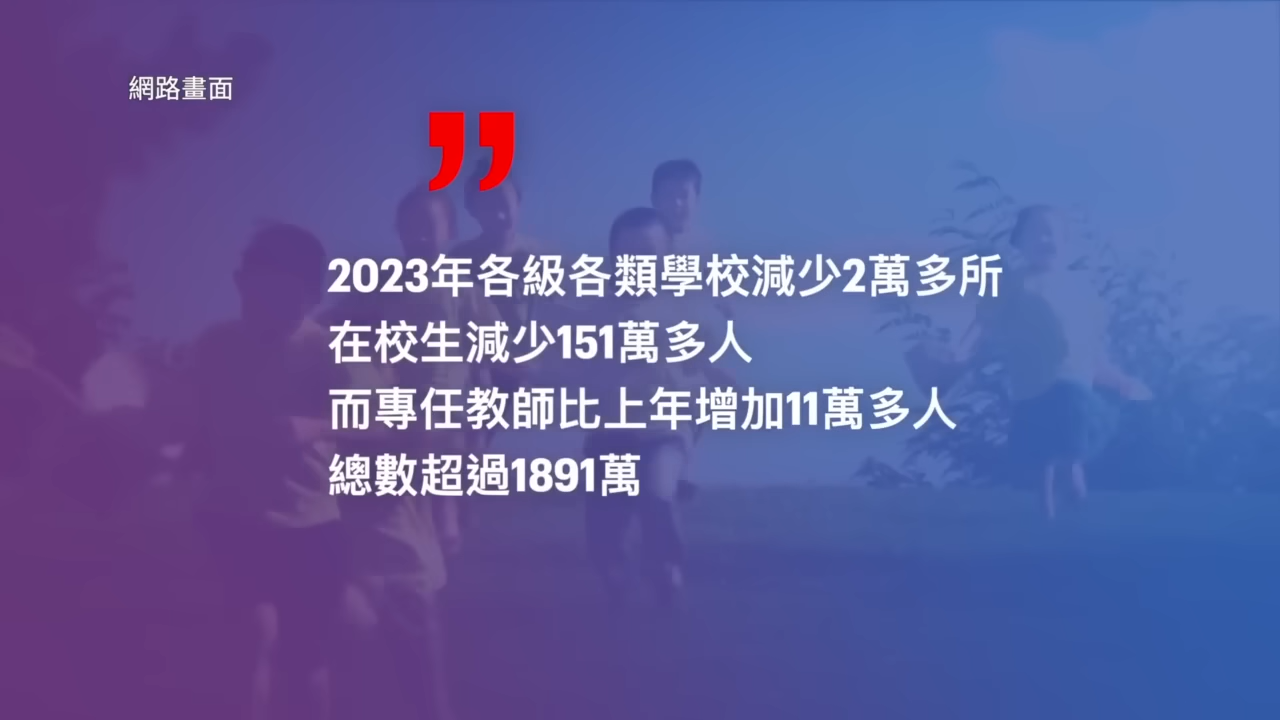 網路畫面
”
2023年各級各類學校減少2萬多所
在校生減少151萬多人
而專任教師比上年增加11萬多人
總數超過1891萬